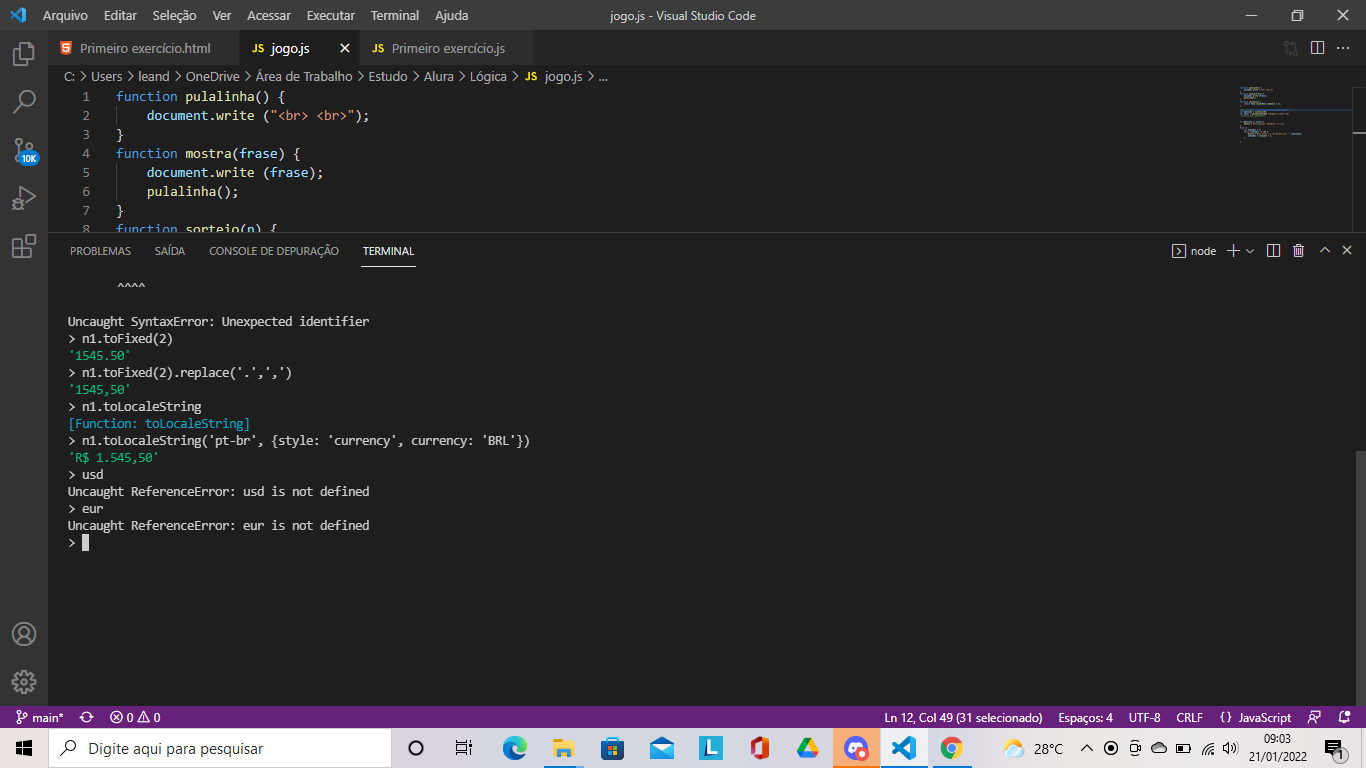 Arquivo Editar Seleção Ver Acessar Executar Terminal Ajuda jogo.js - Visual Studio Code
Primeiro exercício.html JS jogo.js JS Primeiro exercício.js
C: > Users > leand > OneDrive > Área de Trabalho > Estudo > Alura > Lógica > JS jogo.js > ...
1 function pulalinha() {
2 document.write ("<br> <br>");
3 }
4 function mostra(frase) {
5 document.write (frase);
6 pulalinha();
7 }
8 function sorteio(n) {
10K
PROBLEMAS SAÍDA CONSOLE DE DEPURAÇÃO TERMINAL node
^^^^
Uncaught SyntaxError: Unexpected identifier
> n1.toFixed(2)
'1545.50'
> n1.toFixed(2).replace('.',',')
'1545,50'
> n1.toLocaleString
[Function: toLocaleString]
> n1.toLocaleString('pt-br', {style: 'currency', currency: 'BRL'})
'R$ 1.545,50'
> usd
Uncaught ReferenceError: usd is not defined
> eur
Uncaught ReferenceError: eur is not defined
>
main* 0 0 Ln 12, Col 49 (31 selecionado) Espaços: 4 UTF-8 CRLF {} JavaScript
Digite aqui para pesquisar L 28°C 09:03
21/01/2022 1